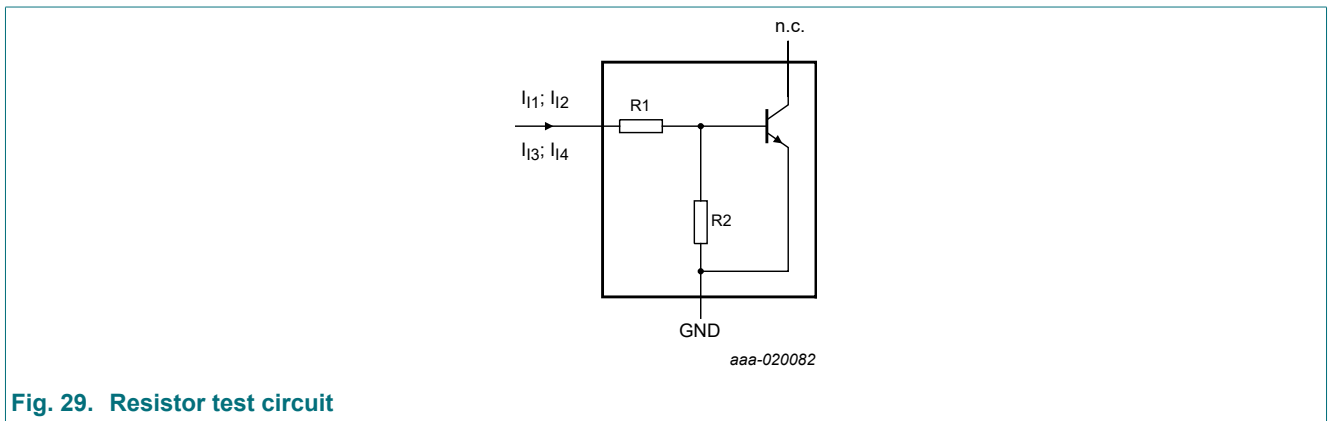 n.c.
I_I1; I_I2
R1
I_I3; I_I4
R2
GND
aaa-020082
Fig. 29. Resistor test circuit